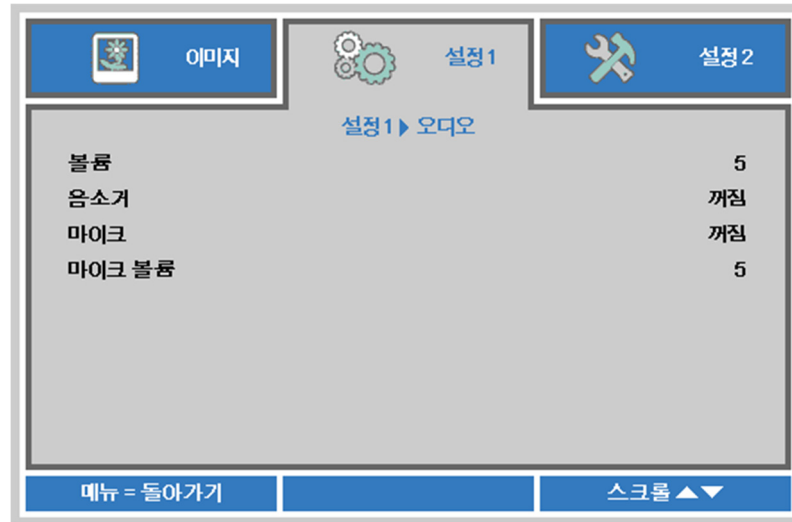 이미지 설정 1 설정 2
설정 1 ▶ 오디오
볼륨 5
음소거 꺼짐
마이크 꺼짐
마이크 볼륨 5
메뉴 = 돌아가기 스크롤 ▲▼